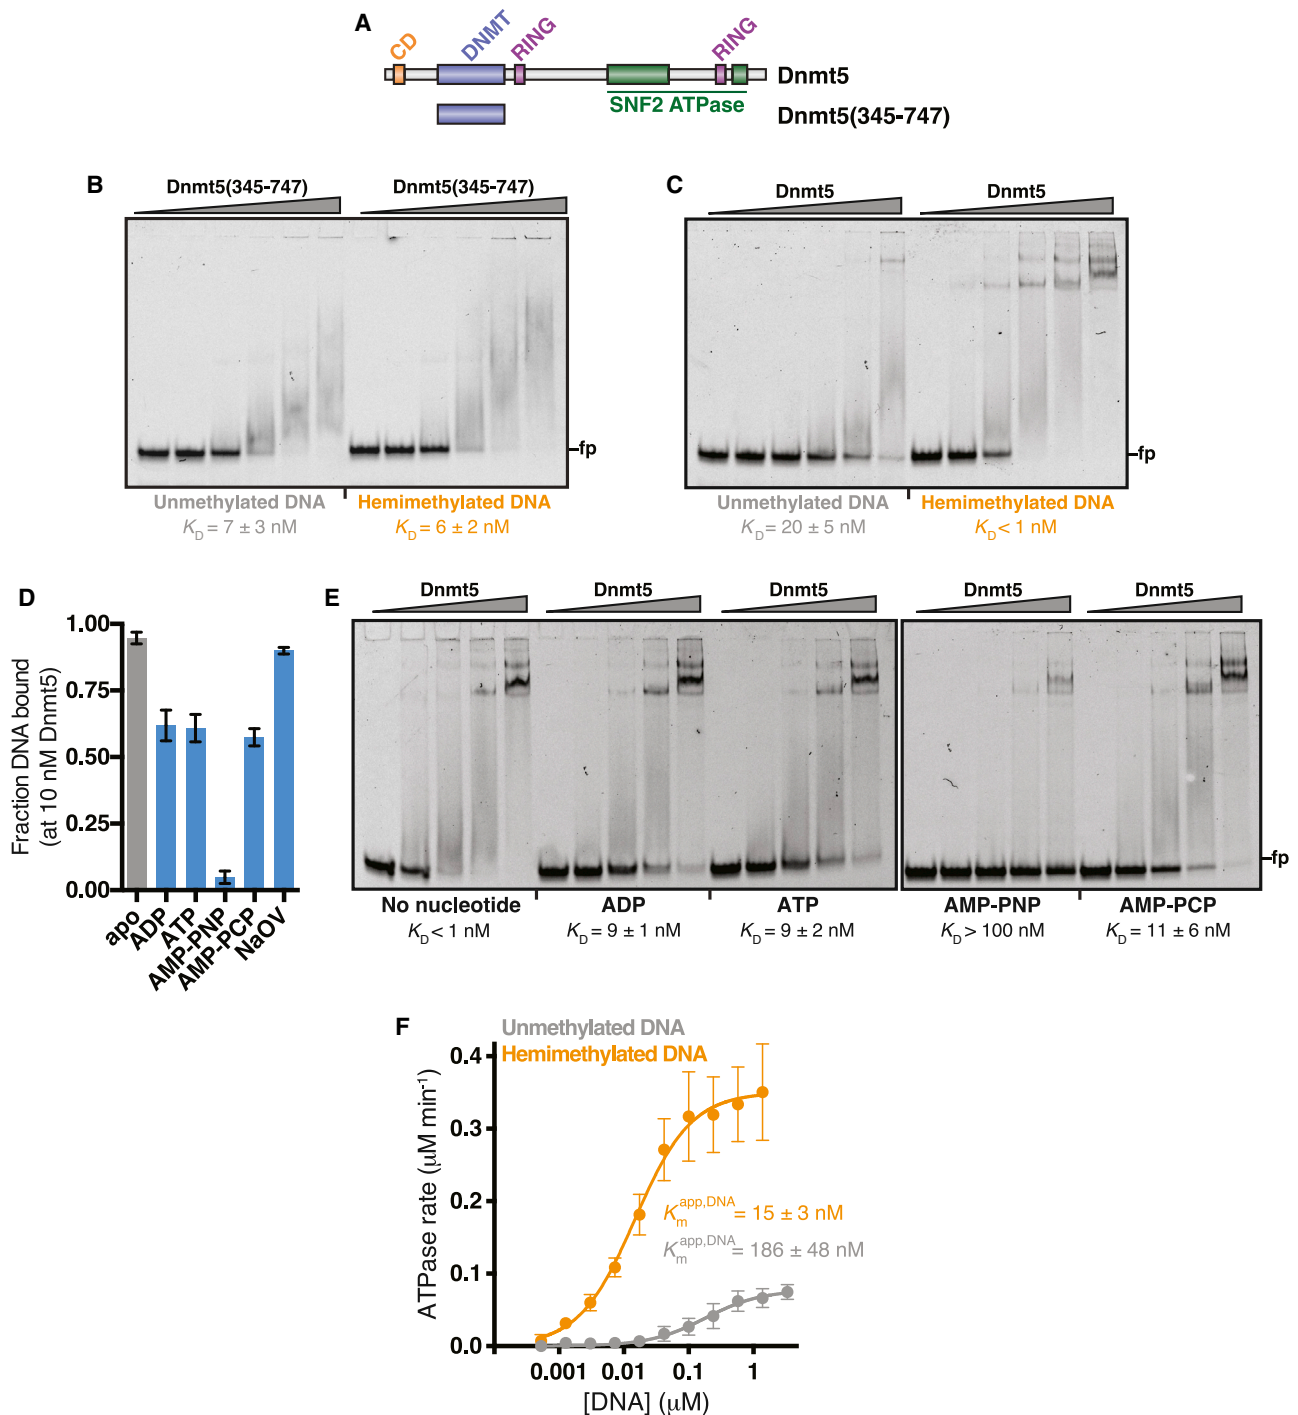 A
CD
DNMT
RING
RING
Dnmt5
SNF2 ATPase
Dnmt5(345-747)
B
Dnmt5(345-747)
Dnmt5(345-747)
fp
Unmethylated DNA
Hemimethylated DNA
KD = 7 ± 3 nM
KD = 6 ± 2 nM
C
Dnmt5
Dnmt5
fp
Unmethylated DNA
Hemimethylated DNA
KD = 20 ± 5 nM
KD < 1 nM
D
Fraction DNA bound
(at 10 nM Dnmt5)
1.00
0.75
0.50
0.25
0.00
apo
ADP
ATP
AMP-PNP
AMP-PCP
NaOV
E
Dnmt5
Dnmt5
Dnmt5
Dnmt5
Dnmt5
fp
No nucleotide
ADP
ATP
AMP-PNP
AMP-PCP
KD < 1 nM
KD = 9 ± 1 nM
KD = 9 ± 2 nM
KD > 100 nM
KD = 11 ± 6 nM
F
Unmethylated DNA
Hemimethylated DNA
ATPase rate (µM min-1)
0.4
0.3
0.2
0.1
0.0
Kmapp,DNA = 15 ± 3 nM
Kmapp,DNA = 186 ± 48 nM
0.001
0.01
0.1
1
[DNA] (µM)